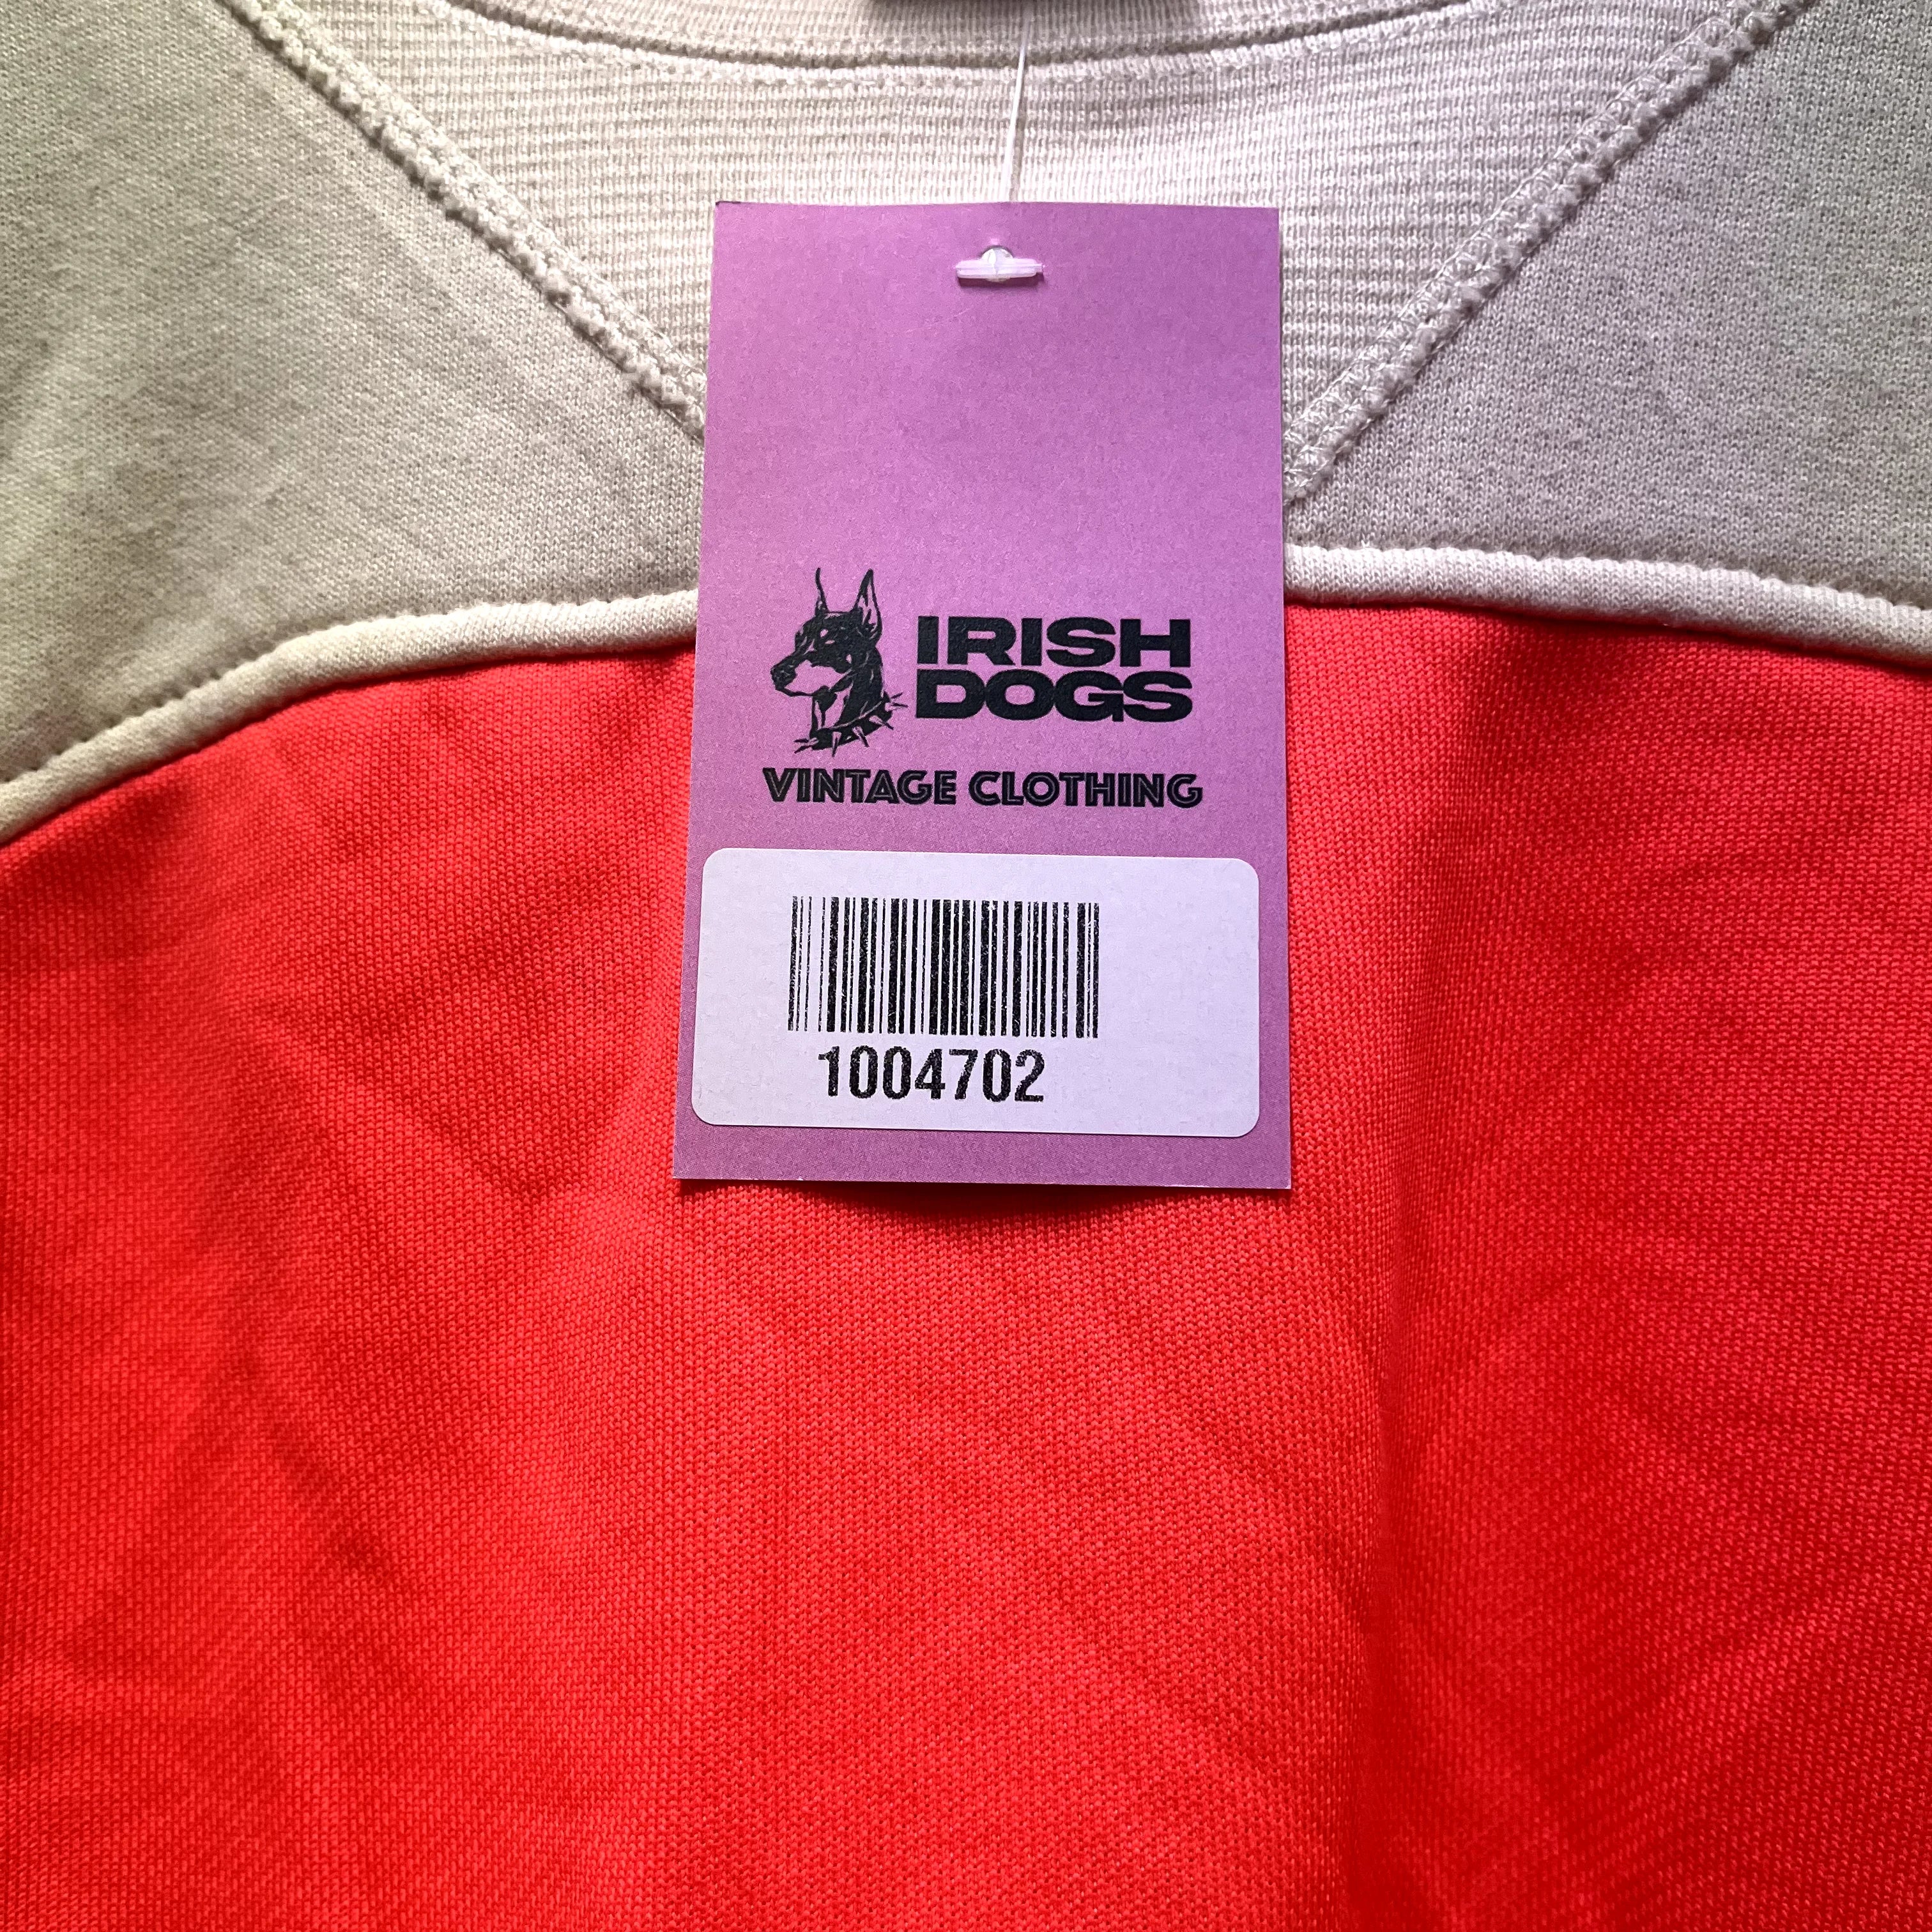 IRISH
DOGS
VINTAGE CLOTHING
1004702